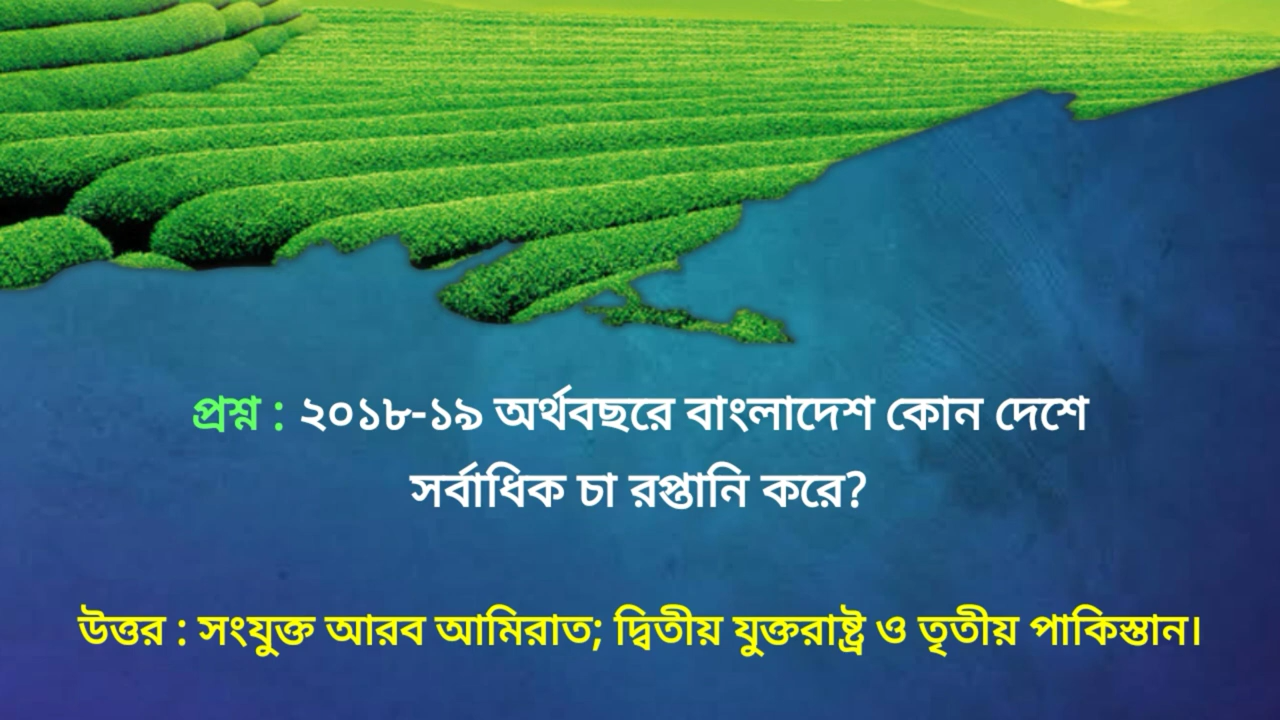 প্রশ্ন : ২০১৮-১৯ অর্থবছরে বাংলাদেশ কোন দেশে
সর্বাধিক চা রপ্তানি করে?
উত্তর : সংযুক্ত আরব আমিরাত; দ্বিতীয় যুক্তরাষ্ট্র ও তৃতীয় পাকিস্তান।